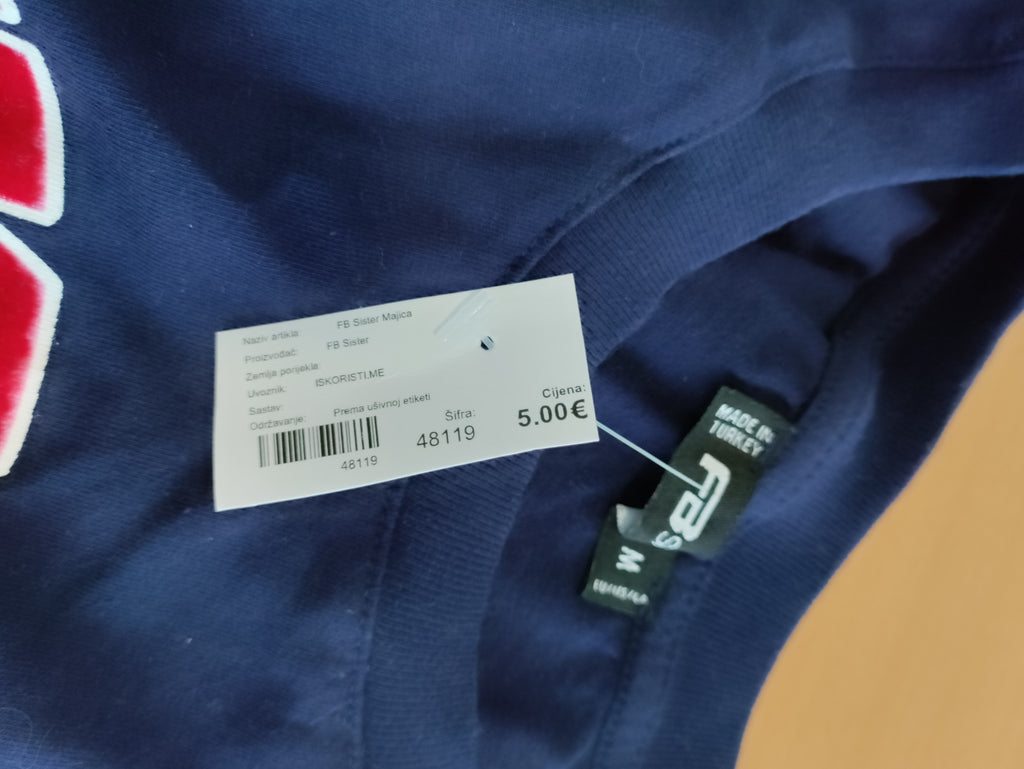 Naziv artikla: FB Sister Majica
Proizvođač: FB Sister
Zemlja porijekla
Uvoznik: ISKORISTI.ME
Sastav:
Održavanje: Prema ušivnoj etiketi
48119
Šifra:
48119
Cijena:
5.00€
MADE IN
TURKEY
FB
M